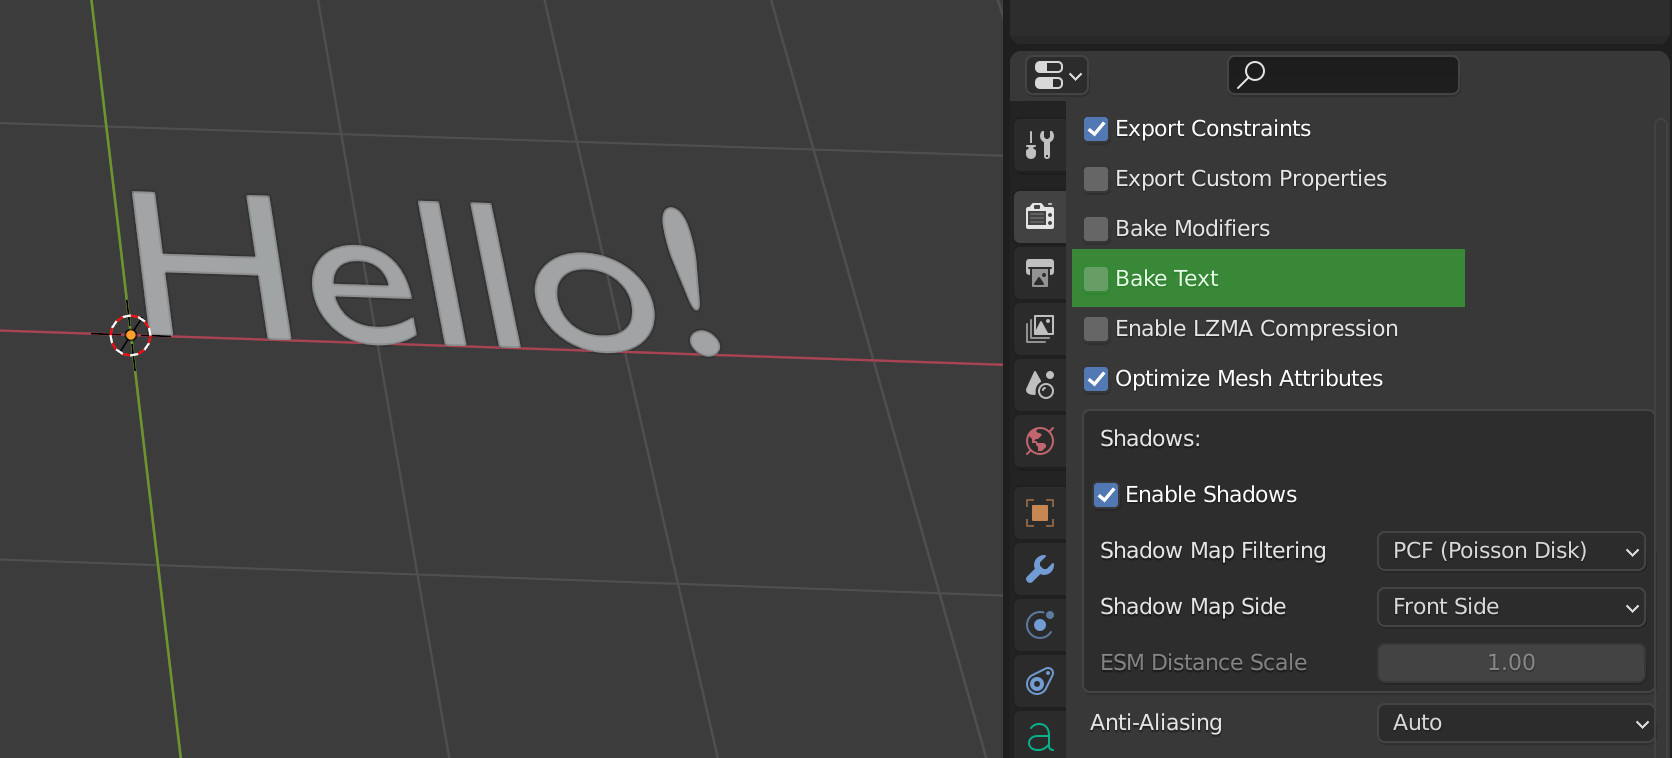 Hello!
Export Constraints
Export Custom Properties
Bake Modifiers
Bake Text
Enable LZMA Compression
Optimize Mesh Attributes
Shadows:
Enable Shadows
Shadow Map Filtering PCF (Poisson Disk)
Shadow Map Side Front Side
ESM Distance Scale 1.00
Anti-Aliasing Auto